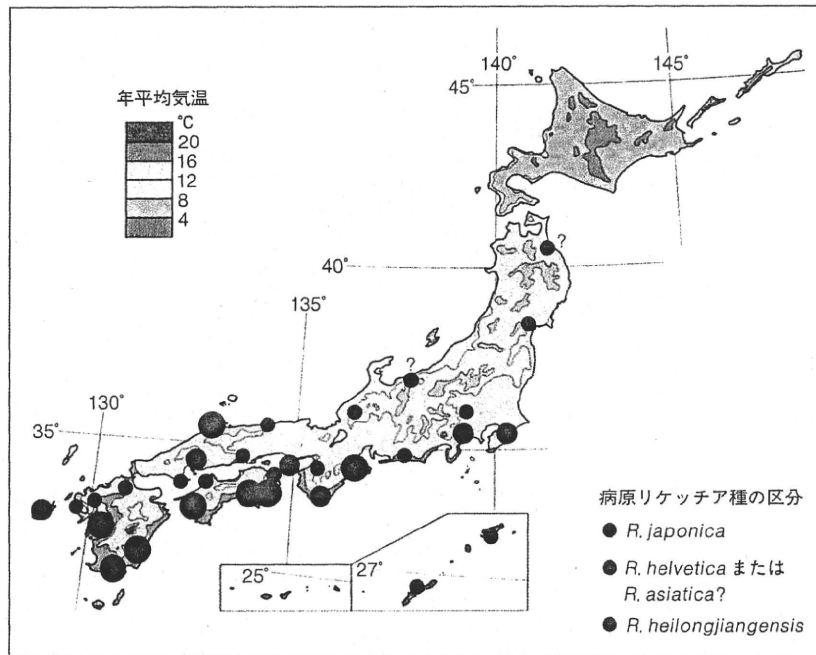 140°
145°
45°
年平均気温
℃
20
16
12
8
4
?
40°
135°
?
130°
35°
病原リケッチア種の区分
R. japonica
R. helvetica または
R. asiatica?
R. heilongjiangensis
25°
27°